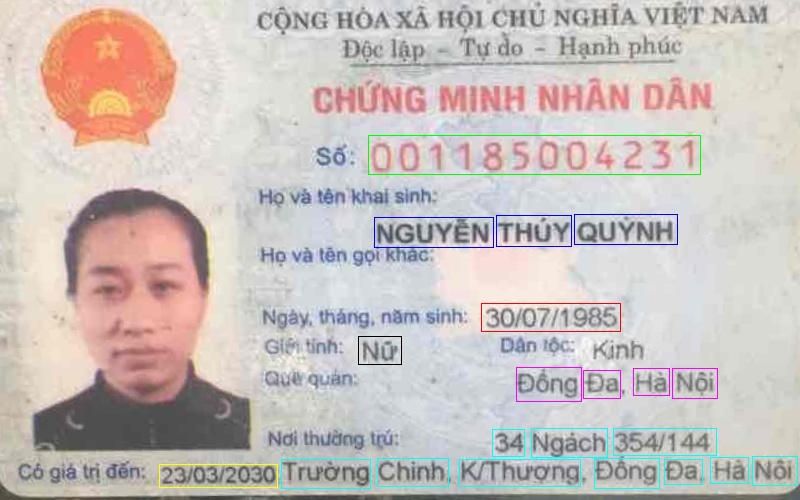 CỘNG HÒA XÃ HỘI CHỦ NGHĨA VIỆT NAM
Độc lập - Tự do - Hạnh phúc
CHỨNG MINH NHÂN DÂN
Số: 001185004231
Họ và tên khai sinh:
NGUYỄN THÚY QUỲNH
Họ và tên gọi khác:
Ngày, tháng, năm sinh: 30/07/1985
Giới tính: Nữ Dân tộc: Kinh
Quê quán: Đống Đa, Hà Nội
Nơi thường trú: 34 Ngách 354/144
Có giá trị đến: 23/03/2030 Trường Chinh, K/Thượng, Đống Đa, Hà Nội